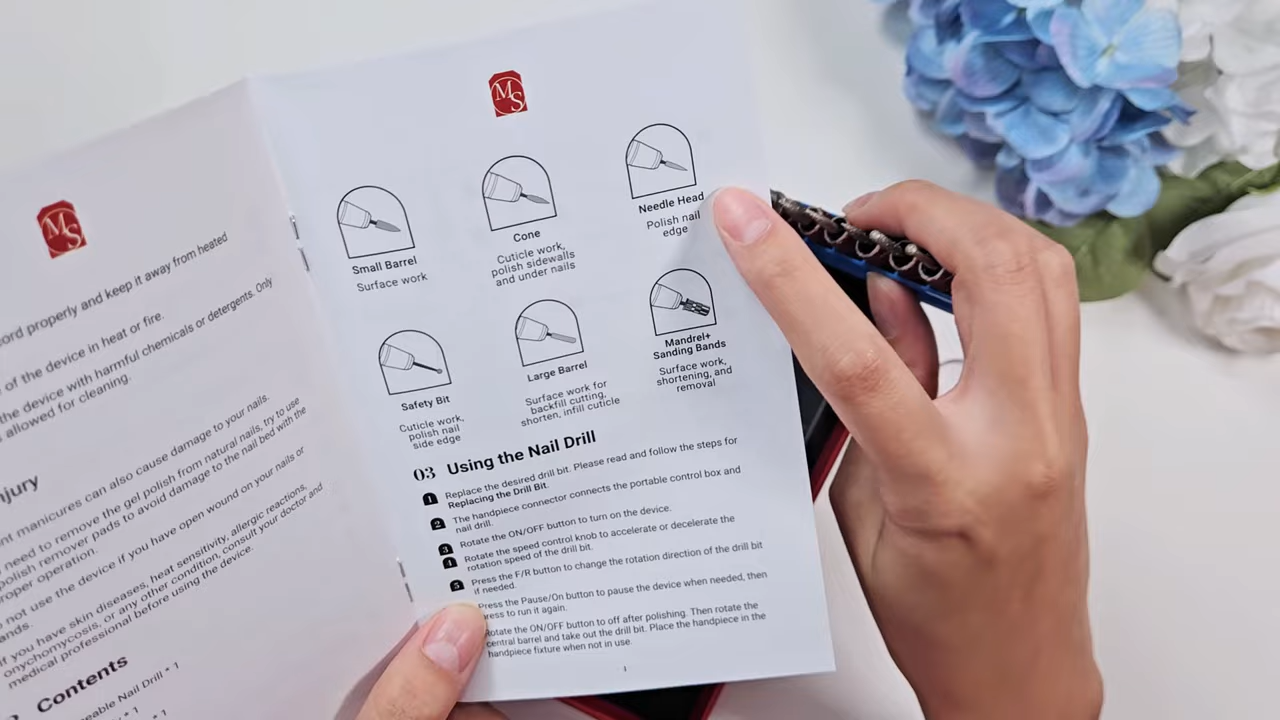 MS
ord properly and keep it away from heated
of the device in heat or fire.
the device with harmful chemicals or detergents. Only
allowed for cleaning.
njury
nt manicures can also cause damage to your nails.
need to remove the gel polish from natural nails, try to use
polish remover pads to avoid damage to the nail bed with the
roper operation.
not use the device if you have open wound on your nails or
ands.
If you have skin diseases, heat sensitivity, allergic reactions,
onychomycosis, or any other condition, consult your doctor and
medical professional before using the device.
Contents
eable Nail Drill * 1
* 1
MS
Small Barrel
Surface work
Cone
Cuticle work,
polish sidewalls
and under nails
Needle Head
Polish nail
edge
Safety Bit
Cuticle work,
polish nail
side edge
Large Barrel
Surface work for
backfill cutting,
shorten, infill cuticle
Mandrel+
Sanding Bands
Surface work,
shortening, and
removal
03 Using the Nail Drill
1 Replace the desired drill bit. Please read and follow the steps for
Replacing the Drill Bit.
2 The handpiece connector connects the portable control box and
nail drill.
3 Rotate the ON/OFF button to turn on the device.
4 Rotate the speed control knob to accelerate or decelerate the
rotation speed of the drill bit.
5 Press the F/R button to change the rotation direction of the drill bit
if needed.
Press the Pause/On button to pause the device when needed, then
press to run it again.
Rotate the ON/OFF button to off after polishing. Then rotate the
central barrel and take out the drill bit. Place the handpiece in the
handpiece fixture when not in use.